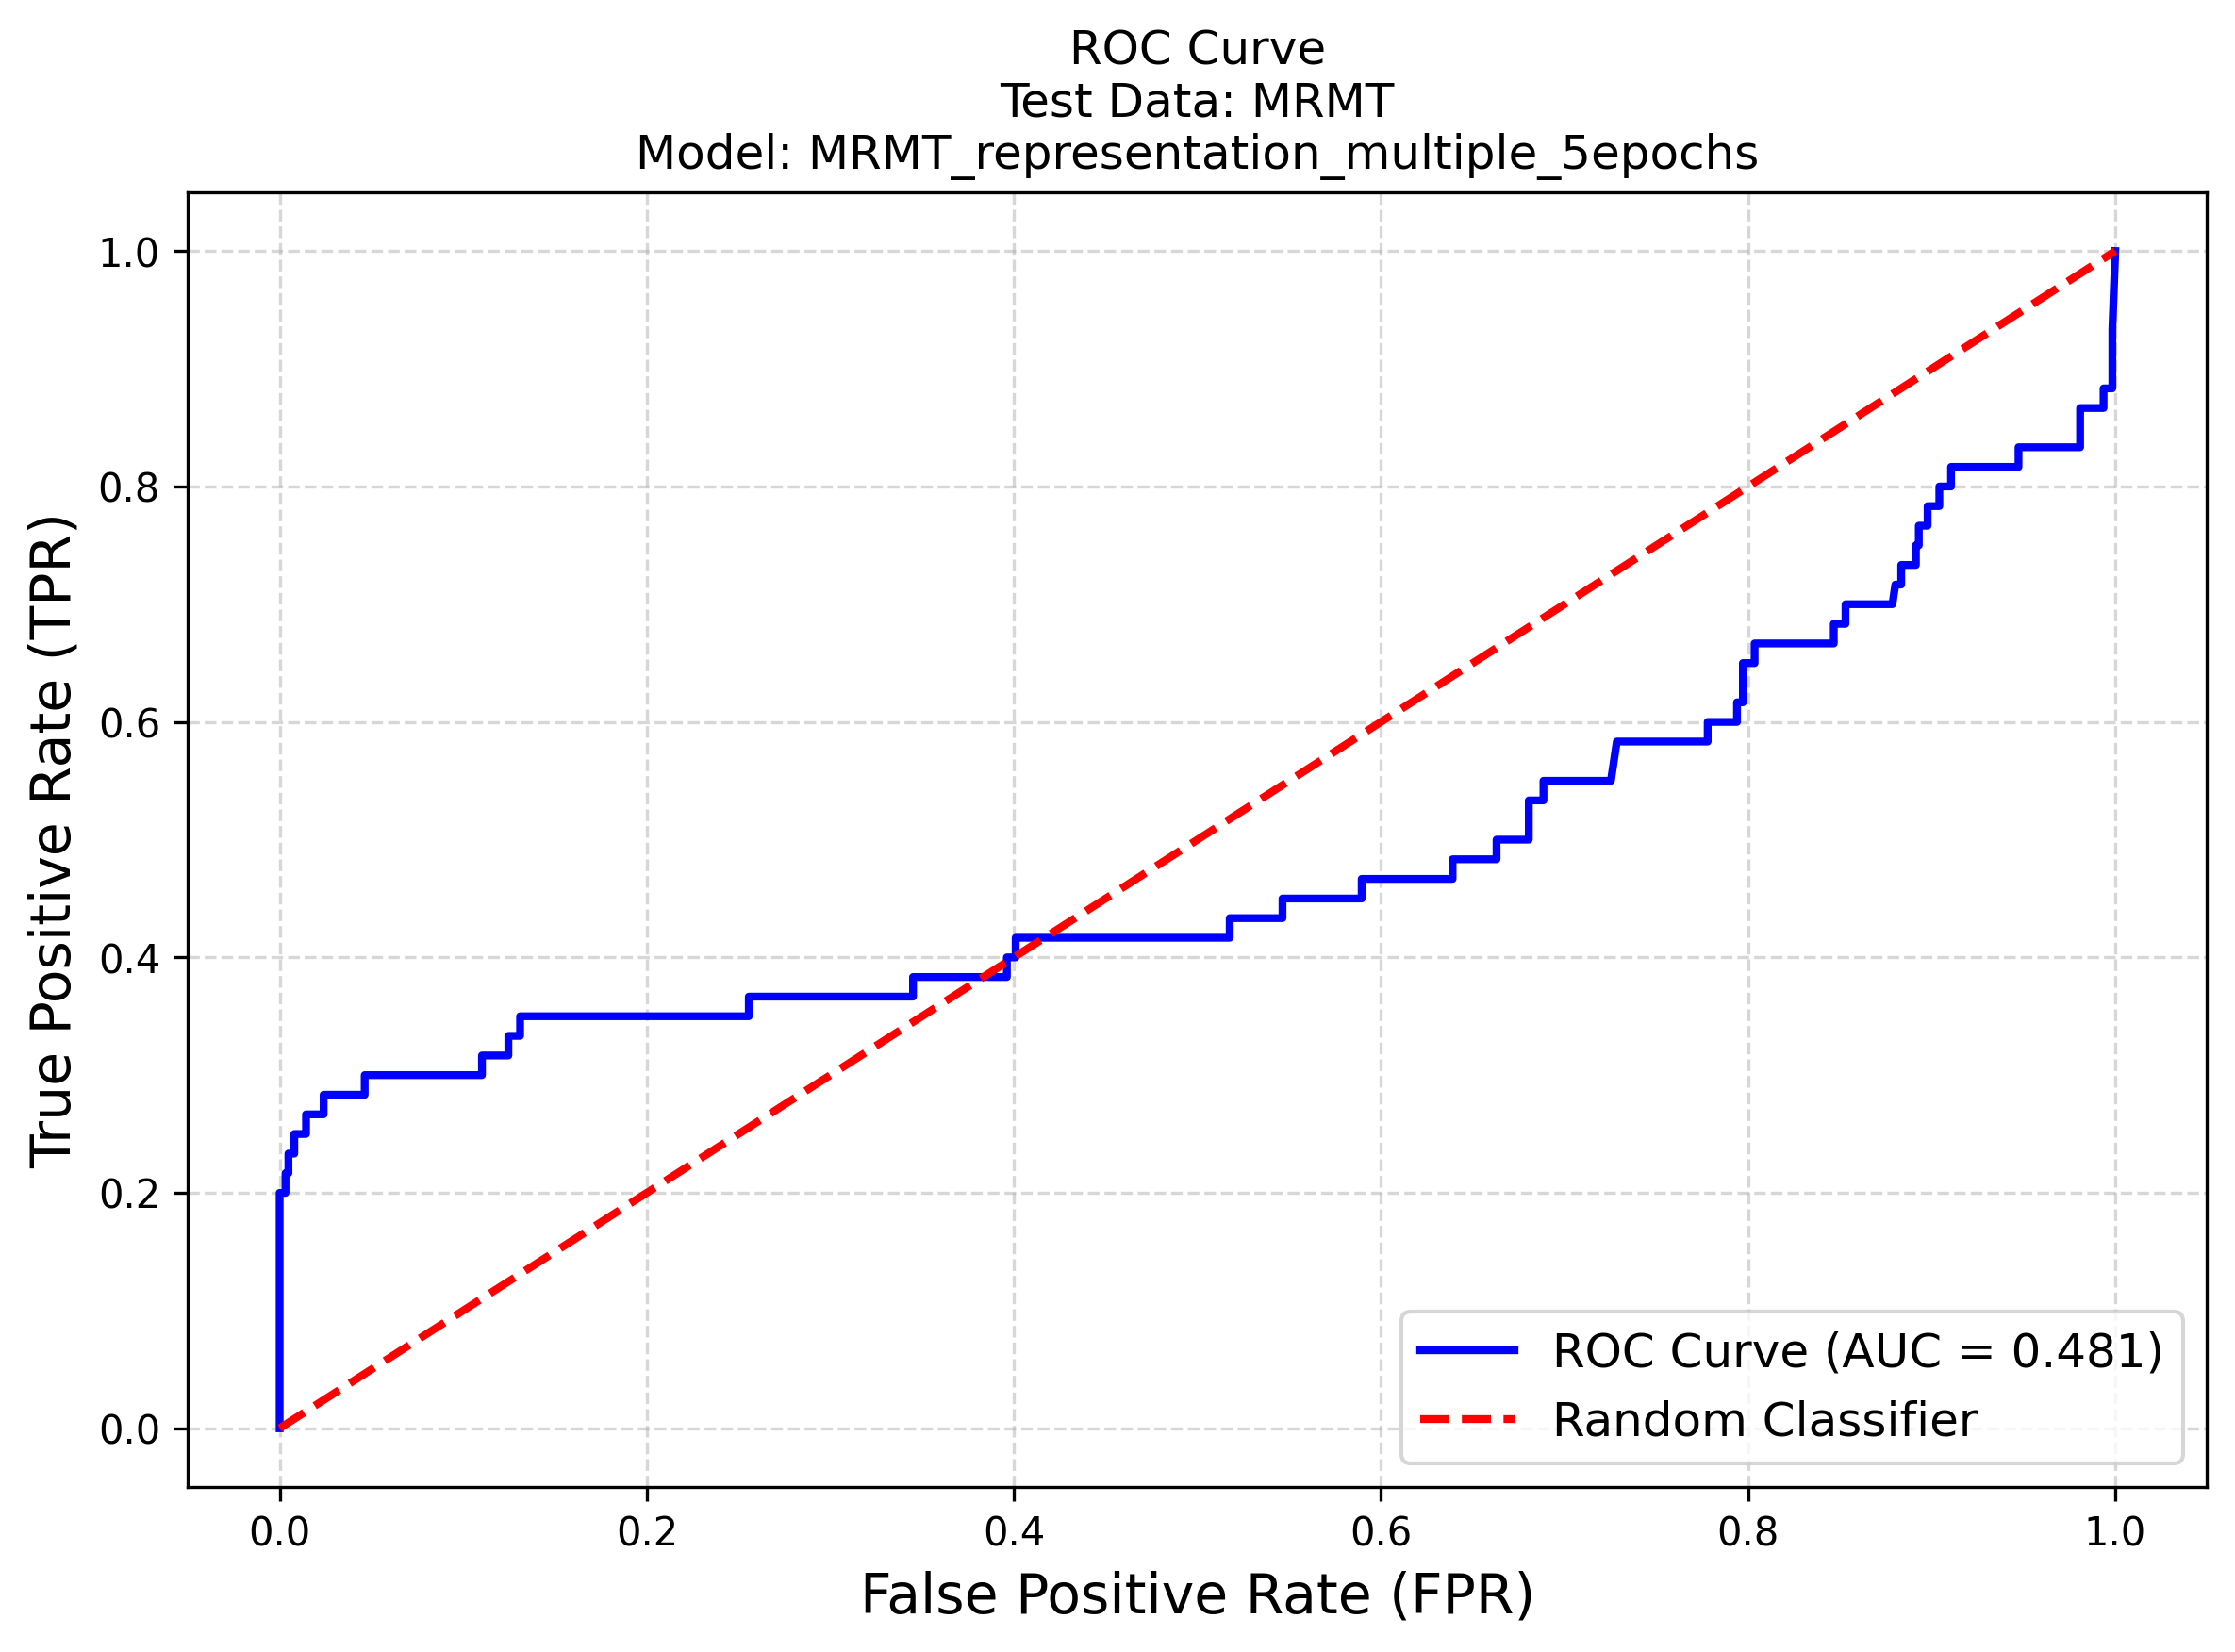 ROC Curve
Test Data: MRMT
Model: MRMT_representation_multiple_5epochs
True Positive Rate (TPR)
1.0
0.8
0.6
0.4
0.2
0.0
ROC Curve (AUC = 0.481)
Random Classifier
0.0 0.2 0.4 0.6 0.8 1.0
False Positive Rate (FPR)